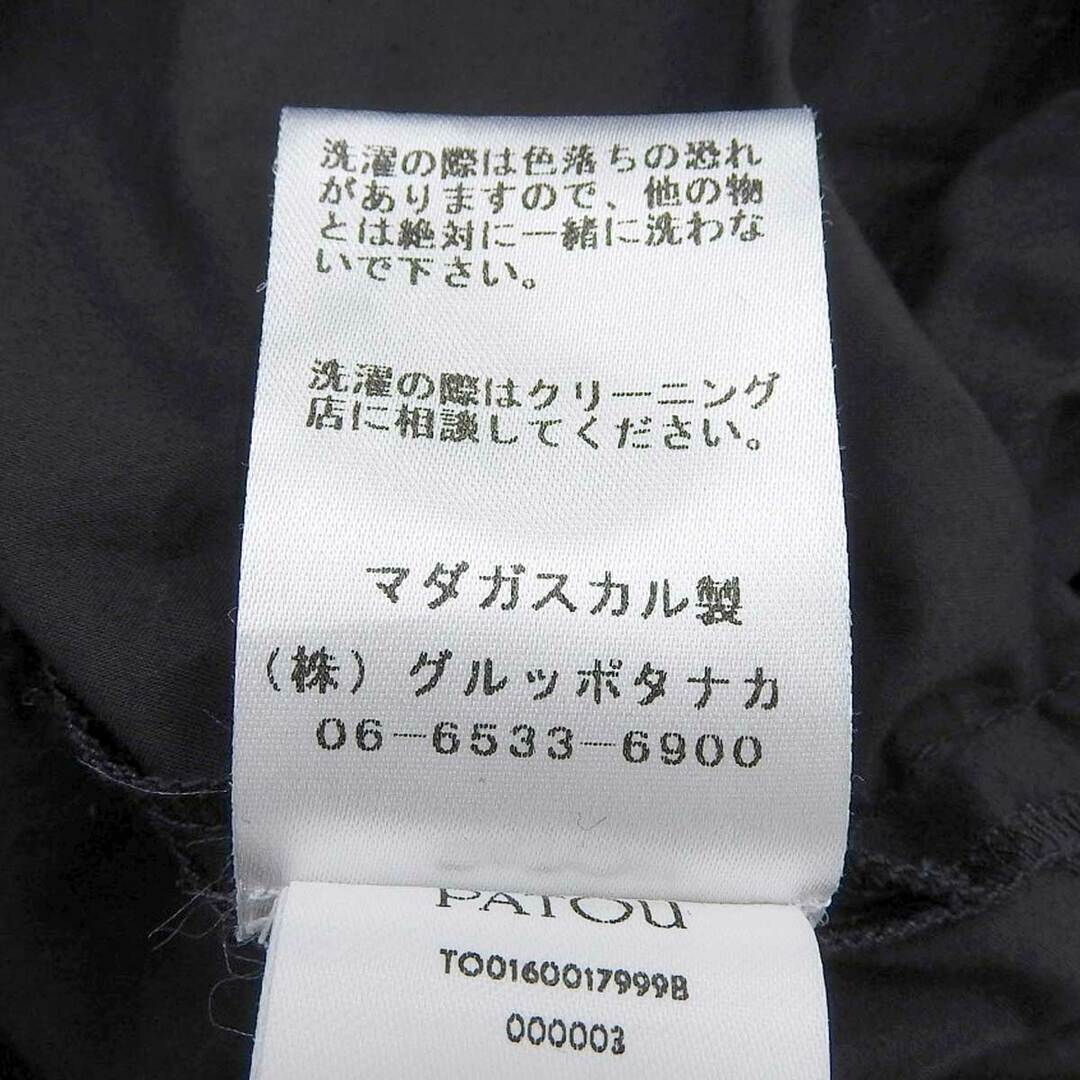 洗濯の際は色落ちの恐れ
がありますので、他の物
とは絶対に一緒に洗わな
いで下さい。
洗濯の際はクリーニング
店に相談してください。
マダガスカル製
（株）グルッポタナカ
06-6533-6900
PATOU
TO0160017999B
000003